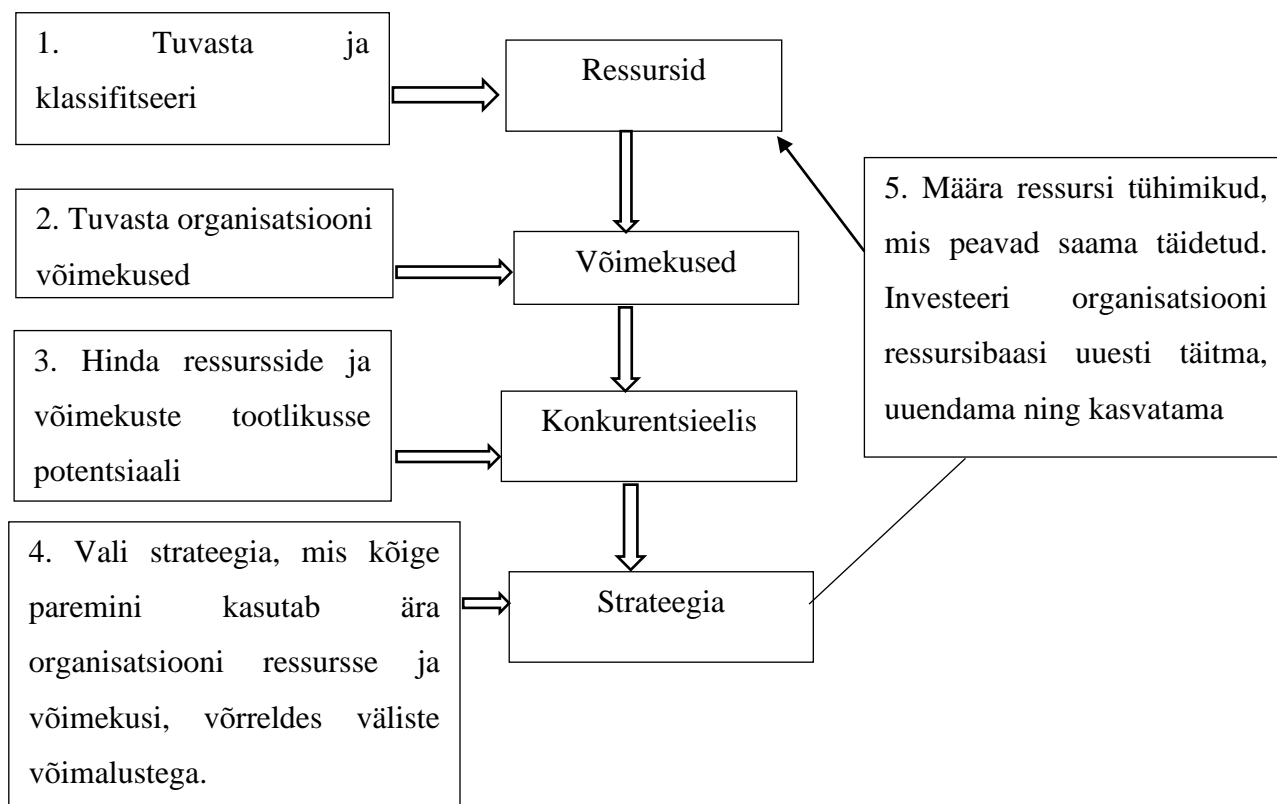 1. Tuvasta ja
klassifitseeri
Ressursid
2. Tuvasta organisatsiooni
võimekused
Võimekused
3. Hinda ressursside ja
võimekuste tootlikusse
potentsiaali
Konkurentsieelis
4. Vali strateegia, mis kõige
paremini kasutab ära
organisatsiooni ressursse ja
võimekusi, võrreldes väliste
võimalustega.
Strateegia
5. Määra ressursi tühimikud,
mis peavad saama täidetud.
Investeeri organisatsiooni
ressursibaasi uuesti täitma,
uuendama ning kasvatama